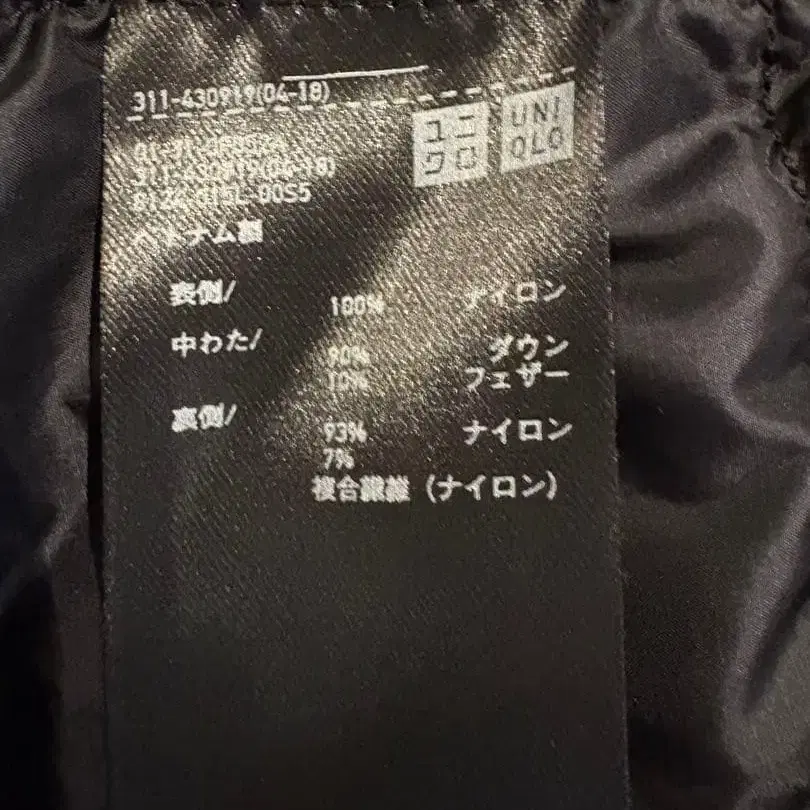 311-430919(04-18)
ユニ
クロ
UNI
QLO
311-430919(04-18)
ベトナム製
表側/
100% ナイロン
中わた/
90% ダウン
10% フェザー
裏側/
93% ナイロン
7%
複合繊維 (ナイロン)